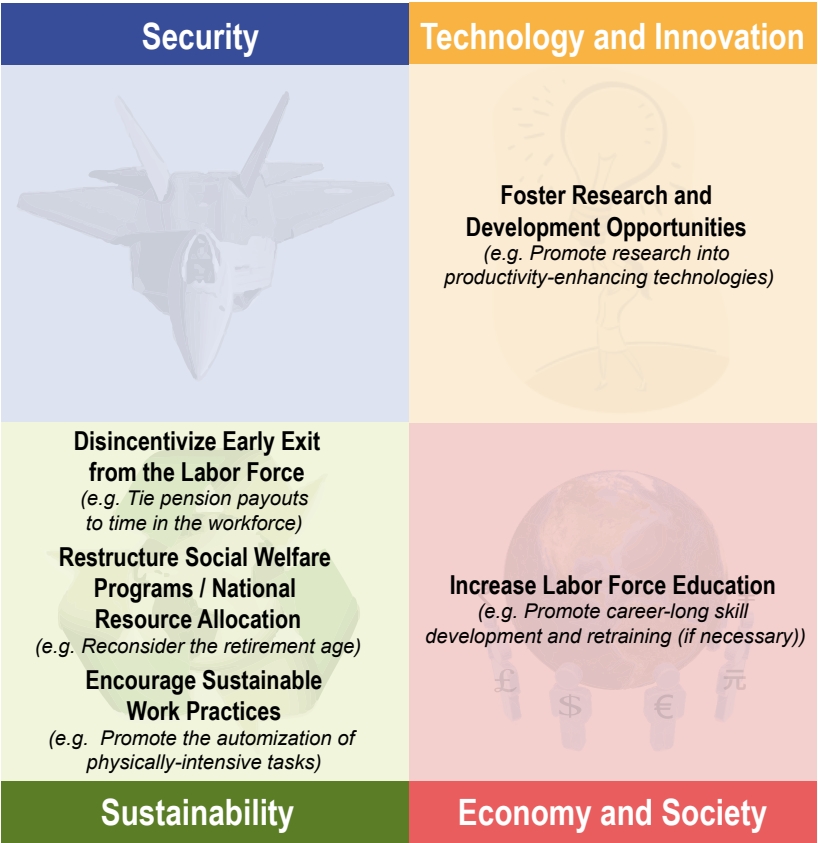 Security
Technology and Innovation
Foster Research and
Development Opportunities
(e.g. Promote research into
productivity-enhancing technologies)
Disincentivize Early Exit
from the Labor Force
(e.g. Tie pension payouts
to time in the workforce)
Restructure Social Welfare
Programs / National
Resource Allocation
(e.g. Reconsider the retirement age)
Encourage Sustainable
Work Practices
(e.g. Promote the automization of
physically-intensive tasks)
Increase Labor Force Education
(e.g. Promote career-long skill
development and retraining (if necessary))
£ $ € 元
Sustainability
Economy and Society